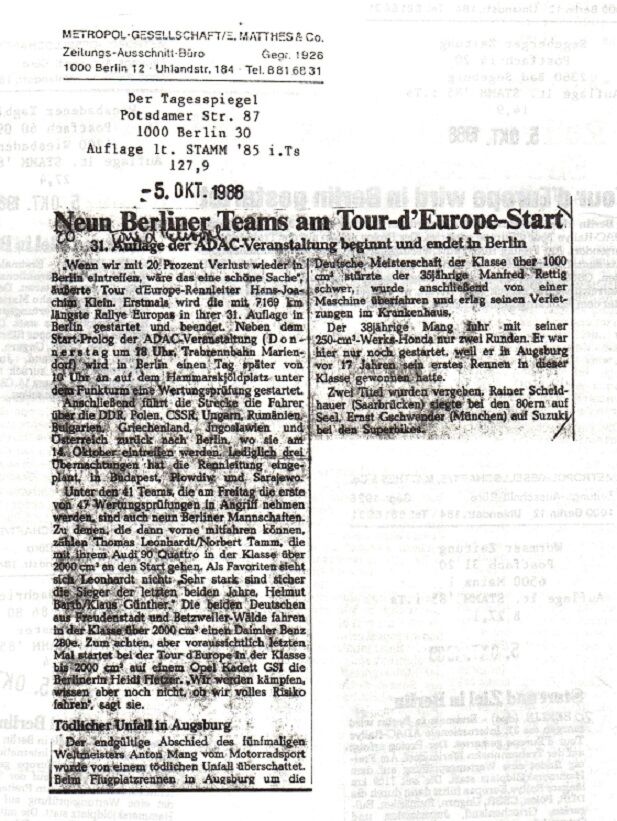 METROPOL-GESELLSCHAFT/E. MATTHES & Co.
Zeitungs-Ausschnitt-Büro Gegr. 1926
1000 Berlin 12 · Uhlandstr. 184 · Tel. 8 81 68 31
Der Tagesspiegel
Potsdamer Str. 87
1000 Berlin 30
Auflage lt. STAMM '85 i.Ts
127,9
-5. OKT. 1988
Neun Berliner Teams am Tour-d'Europe-Start
31. Auflage der ADAC-Veranstaltung beginnt und endet in Berlin
„Wenn wir mit 20 Prozent Verlust wieder in
Berlin eintreffen, wäre das eine schöne Sache",
äußerte Tour d'Europe-Rennleiter Hans-Joa-
chim Klein. Erstmals wird die mit 7169 km
längste Rallye Europas in ihrer 31. Auflage in
Berlin gestartet und beendet. Neben dem
Start-Prolog der ADAC-Veranstaltung (Don-
nerstag um 18 Uhr, Trabrennbahn Marien-
dorf) wird in Berlin einen Tag später von
10 Uhr an auf dem Hammarskjöldplatz unter
dem Funkturm eine Wertungsprüfung gestartet.
Anschließend führt die Strecke die Fahrer
über die DDR, Polen, CSSR, Ungarn, Rumänien,
Bulgarien, Griechenland, Jugoslawien und
Österreich zurück nach Berlin, wo sie am
14. Oktober eintreffen werden. Lediglich drei
Übernachtungen hat die Rennleitung einge-
plant, in Budapest, Plowdiw und Sarajewo.
Unter den 41 Teams, die am Freitag die erste
von 47 Wertungsprüfungen in Angriff nehmen
werden, sind auch neun Berliner Mannschaften.
Zu denen, die dann vorne mitfahren können,
zählen Thomas Leonhardt/Norbert Tamm, die
mit ihrem Audi 90 Quattro in der Klasse über
2000 cm³ an den Start gehen. Als Favoriten sieht
sich Leonhardt nicht: „Sehr stark sind sicher
die Sieger der letzten beiden Jahre, Helmut
Barth/Klaus Günther." Die beiden Deutschen
aus Freudenstadt und Betzweiler-Wälde fahren
in der Klasse über 2000 cm³ einen Daimler Benz
280e. Zum achten, aber voraussichtlich letzten
Mal startet bei der Tour d'Europe in der Klasse
bis 2000 cm³ auf einem Opel Kadett GSI die
Berlinerin Heidi Hetzer. „Wir werden kämpfen,
wissen aber noch nicht, ob wir volles Risiko
fahren", sagt sie.
Tödlicher Unfall in Augsburg
Der endgültige Abschied des fünfmaligen
Weltmeisters Anton Mang vom Motorradsport
wurde von einem tödlichen Unfall überschattet.
Beim Flugplatzrennen in Augsburg um die
Deutsche Meisterschaft der Klasse über 1000
cm³ stürzte der 35jährige Manfred Rettig
schwer, wurde anschließend von einer
Maschine überfahren und erlag seinen Verlet-
zungen im Krankenhaus.
Der 38jährige Mang fuhr mit seiner
250-cm³-Werks-Honda nur zwei Runden. Er war
hier nur noch gestartet, weil er in Augsburg
vor 17 Jahren sein erstes Rennen in dieser
Klasse gewonnen hatte.
Zwei Titel wurden vergeben, Rainer Scheid-
hauer (Saarbrücken) siegte bei den 80ern auf
Seel, Ernst Gschwender (München) auf Suzuki
bei den Superbikes.